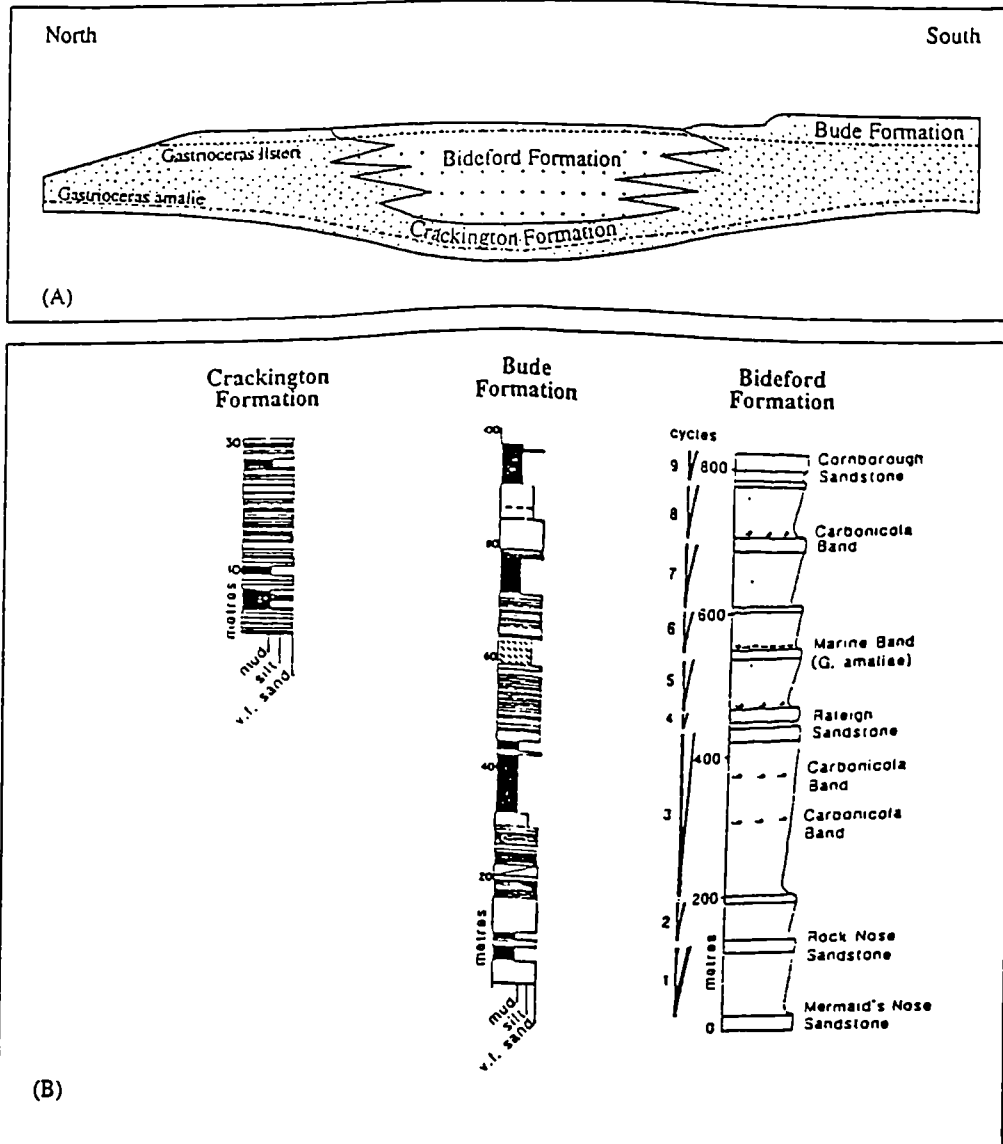 North
South
Bude Formation
Gastrioceras listeri
Bideford Formation
Gastrioceras amalie
Crackington Formation
(A)
Crackington
Formation
30
10
metres
mud
silt
v.f. sand
Bude
Formation
80
60
40
20
metres
mud
silt
v.f. sand
Bideford
Formation
cycles
9
800
Cornborough
Sandstone
8
Carbonicola
Band
7
600
6
Marine Band
(G. amaliae)
5
4
Raleigh
Sandstone
400
Carbonicola
Band
3
Carbonicola
Band
200
2
Rock Nose
Sandstone
metres
1
Mermaid's Nose
Sandstone
0
(B)